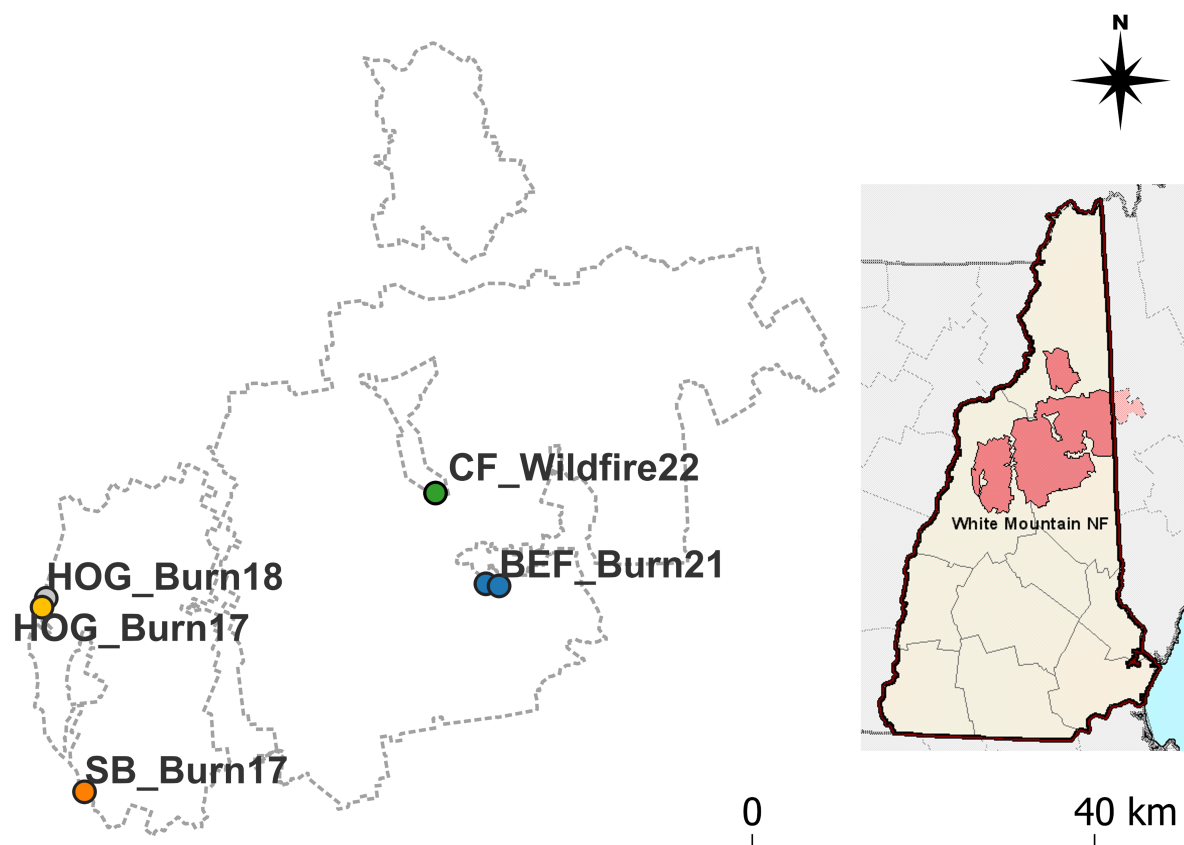 N
CF_Wildfire22
White Mountain NF
BEF_Burn21
HOG_Burn18
HOG_Burn17
SB_Burn17
0 40 km